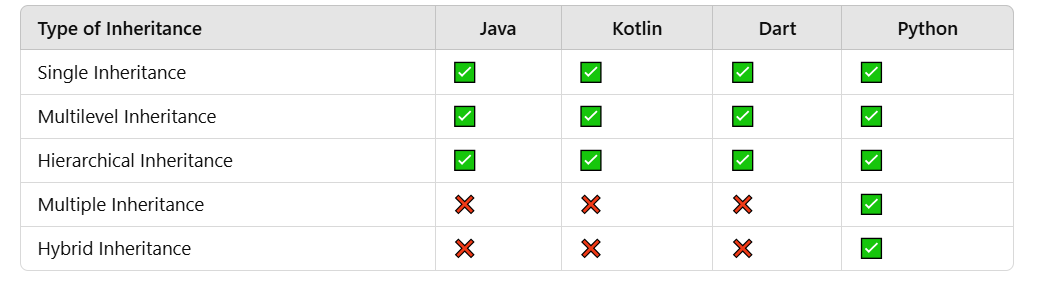 Type of Inheritance Java Kotlin Dart Python
Single Inheritance ✅ ✅ ✅ ✅
Multilevel Inheritance ✅ ✅ ✅ ✅
Hierarchical Inheritance ✅ ✅ ✅ ✅
Multiple Inheritance ❌ ❌ ❌ ✅
Hybrid Inheritance ❌ ❌ ❌ ✅